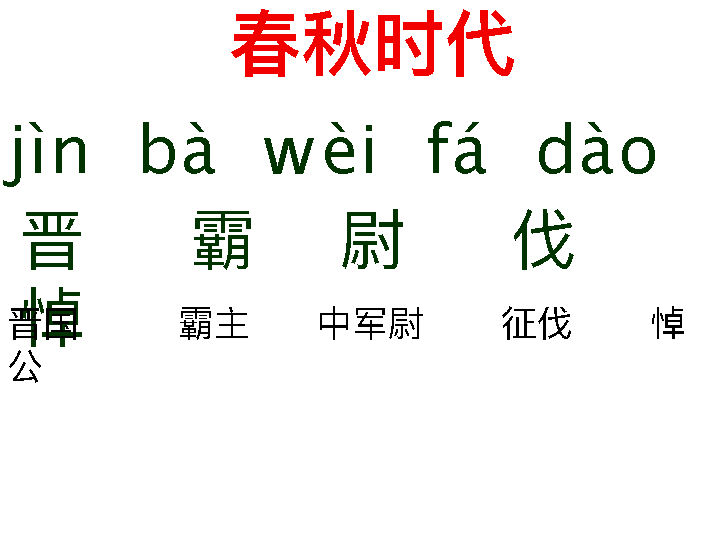 春秋时代
jìn bà wèi fá dào
晋 霸 尉 伐
悼
晋国 霸主 中军尉 征伐 悼
公